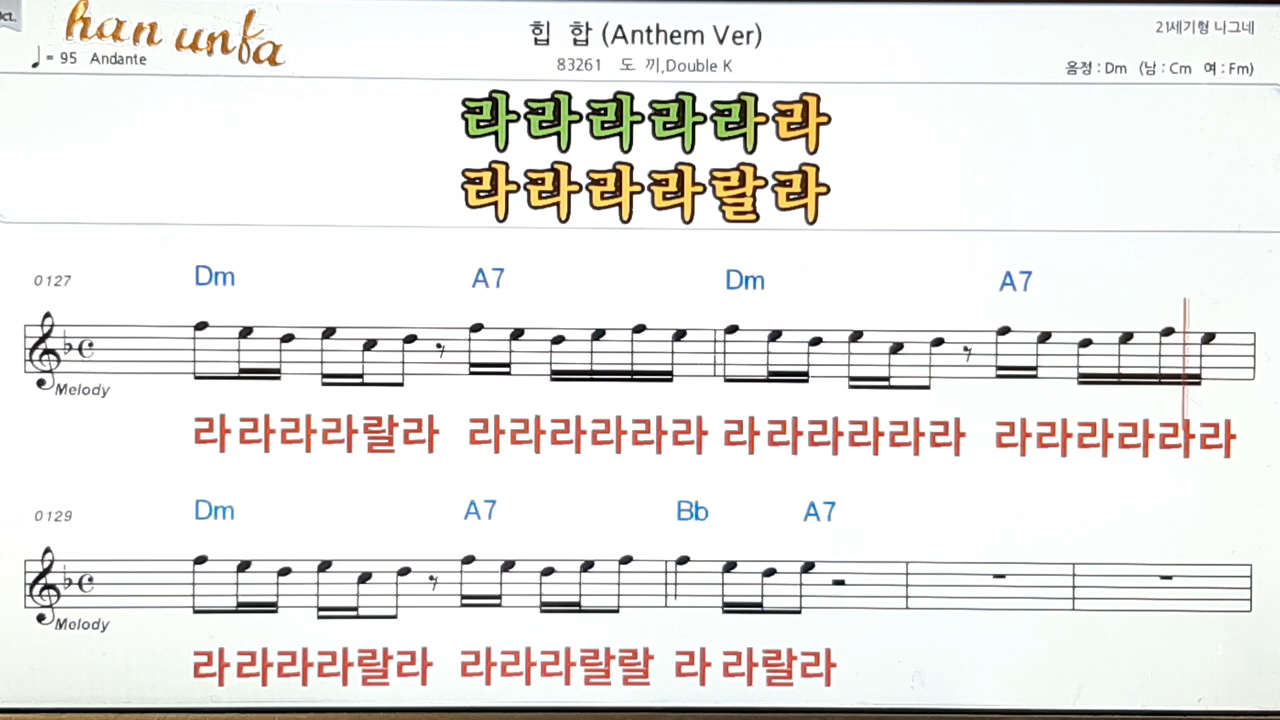 han unfa
♩= 95 Andante
힙 합 (Anthem Ver)
83261 도 끼,Double K
21세기형 나그네
음정 : Dm (남 : Cm 여 : Fm)
라라라라라라
라라라라랄라
0127 Dm A7 Dm A7
Melody
라라라라랄라 라라라라라라 라라라라라라 라라라라라라
0129 Dm A7 Bb A7
Melody
라라라라랄라 라라라랄랄 라 라랄라